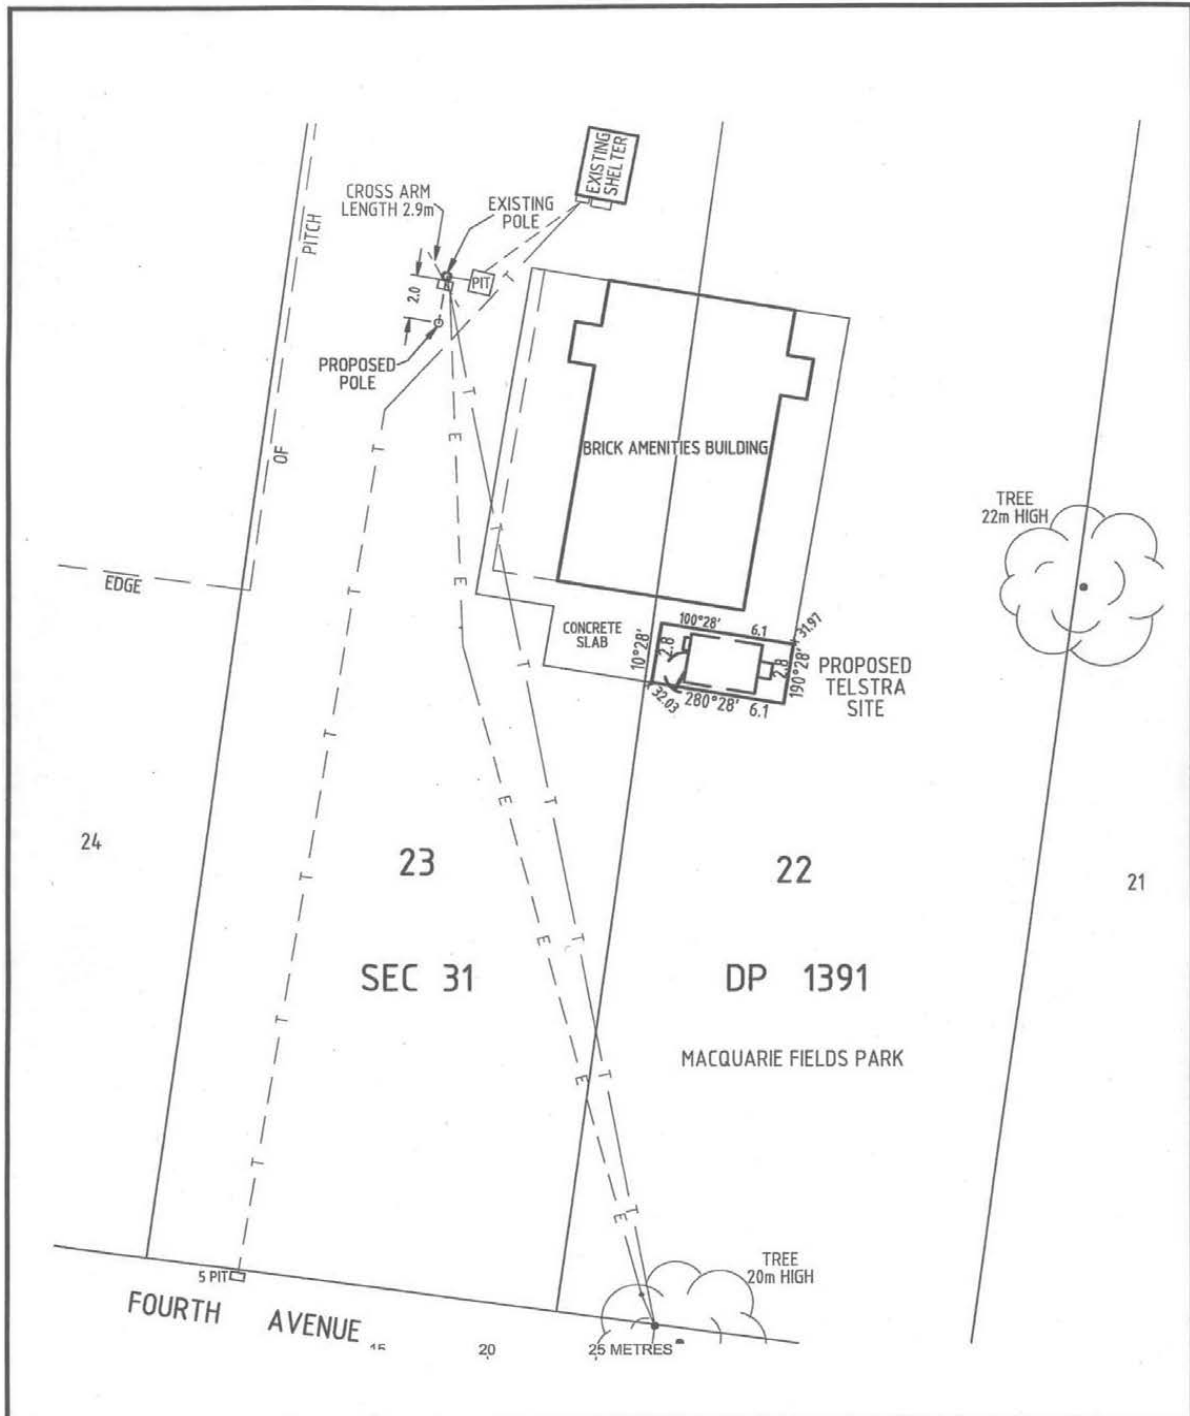 EXISTING
SHELTER
CROSS ARM
LENGTH 2.9m
EXISTING
POLE
PITCH
PIT
T
2.0
PROPOSED
POLE
T
T
E
OF
BRICK AMENITIES BUILDING
TREE
22m HIGH
T
EDGE
T
E
CONCRETE
SLAB
100°28'
6.1
31.97
10°28'
2.8
2.8
190°28'
PROPOSED
TELSTRA
SITE
32.03
280°28'
6.1
T
T
E
T
24
23
22
21
T
E
T
SEC 31
DP 1391
T
MACQUARIE FIELDS PARK
E
T
T
E
T
TREE
20m HIGH
5 PIT
FOURTH AVENUE
15
20
25 METRES